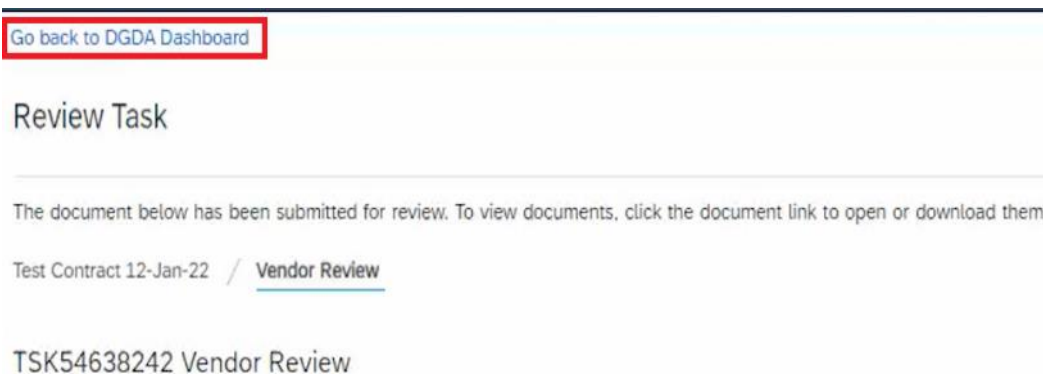 Go back to DGDA Dashboard
Review Task
The document below has been submitted for review. To view documents, click the document link to open or download them
Test Contract 12-Jan-22 / Vendor Review
TSK54638242 Vendor Review